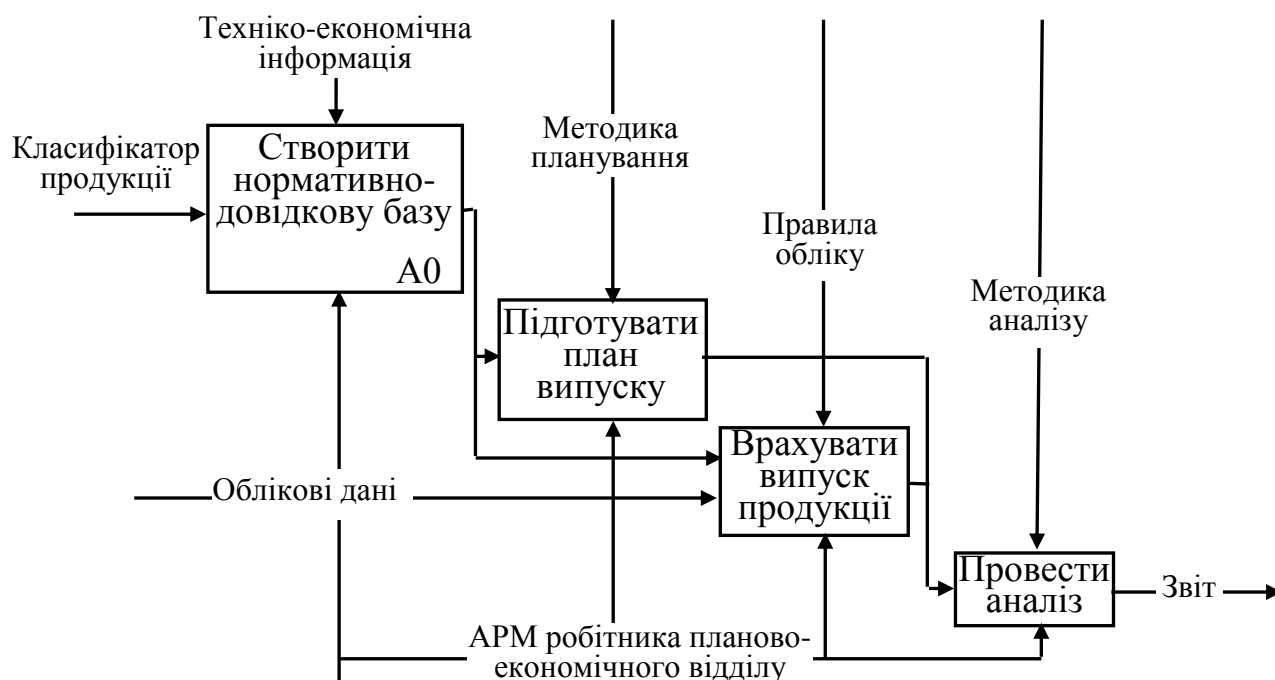 Техніко-економічна
інформація
Класифікатор
продукції
Створити
нормативно-
довідкову базу
А0
Методика
планування
Правила
обліку
Методика
аналізу
Підготувати
план
випуску
Врахувати
випуск
продукції
Облікові дані
Провести
аналіз
Звіт
АРМ робітника планово-
економічного відділу